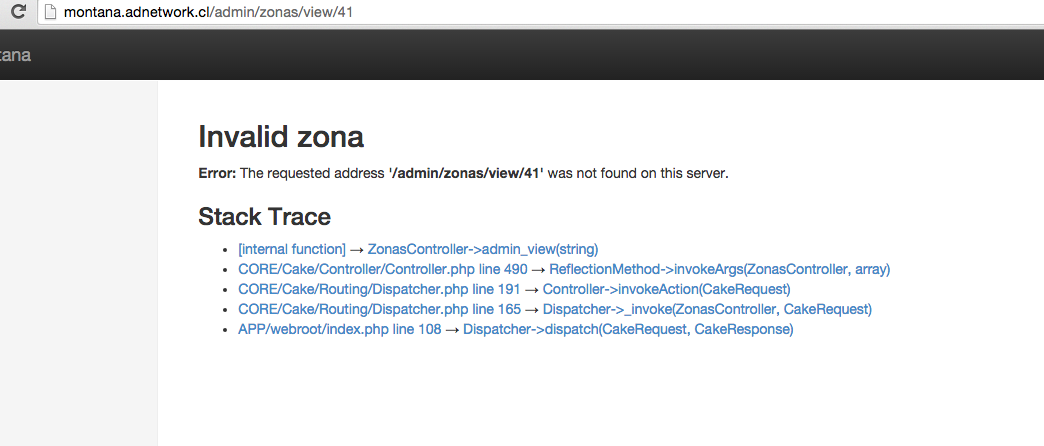 montana.adnetwork.cl/admin/zonas/view/41
tana
Invalid zona
Error: The requested address '/admin/zonas/view/41' was not found on this server.
Stack Trace
• [internal function] → ZonasController->admin_view(string)
• CORE/Cake/Controller/Controller.php line 490 → ReflectionMethod->invokeArgs(ZonasController, array)
• CORE/Cake/Routing/Dispatcher.php line 191 → Controller->invokeAction(CakeRequest)
• CORE/Cake/Routing/Dispatcher.php line 165 → Dispatcher->_invoke(ZonasController, CakeRequest)
• APP/webroot/index.php line 108 → Dispatcher->dispatch(CakeRequest, CakeResponse)